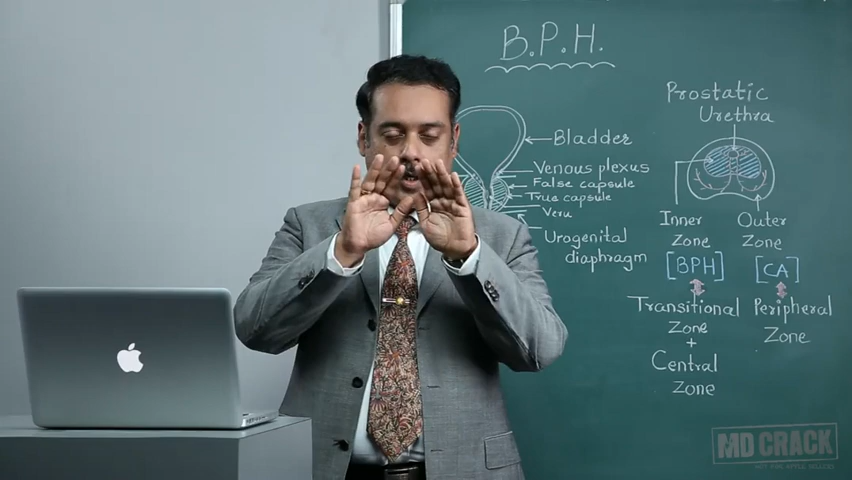 B.P.H.
Bladder
Venous plexus
False capsule
True capsule
Veru
Urogenital
diaphragm
Prostatic
Urethra
Inner
Zone
[BPH]
Transitional
Zone
+
Central
Zone
Outer
Zone
[CA]
Peripheral
Zone
MD CRACK